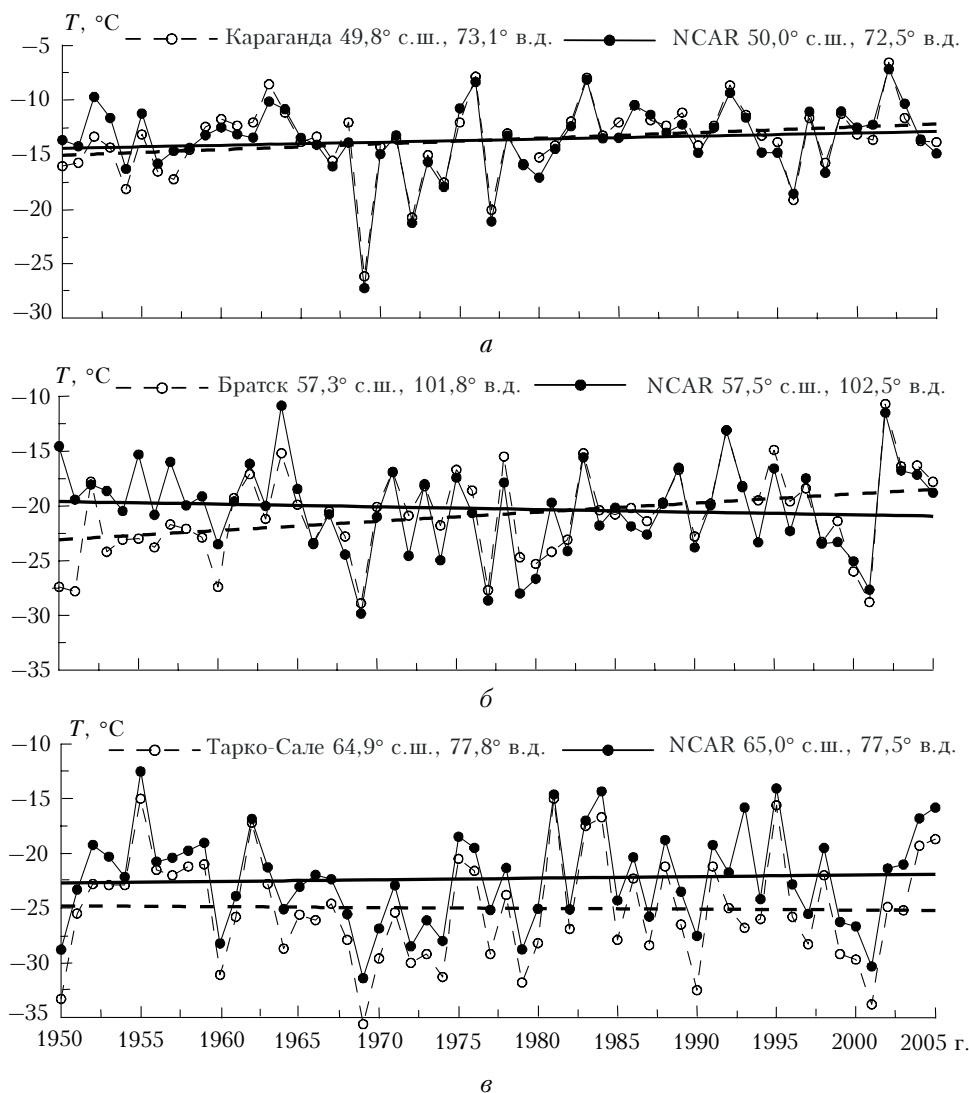 T, °C
Караганда 49,8° с.ш., 73,1° в.д.
NCAR 50,0° с.ш., 72,5° в.д.
−5
−10
−15
−20
−25
−30
а
T, °C
Братск 57,3° с.ш., 101,8° в.д.
NCAR 57,5° с.ш., 102,5° в.д.
−10
−15
−20
−25
−30
−35
б
T, °C
Тарко-Сале 64,9° с.ш., 77,8° в.д.
NCAR 65,0° с.ш., 77,5° в.д.
−10
−15
−20
−25
−30
−35
1950 1955 1960 1965 1970 1975 1980 1985 1990 1995 2000 2005 г.
в